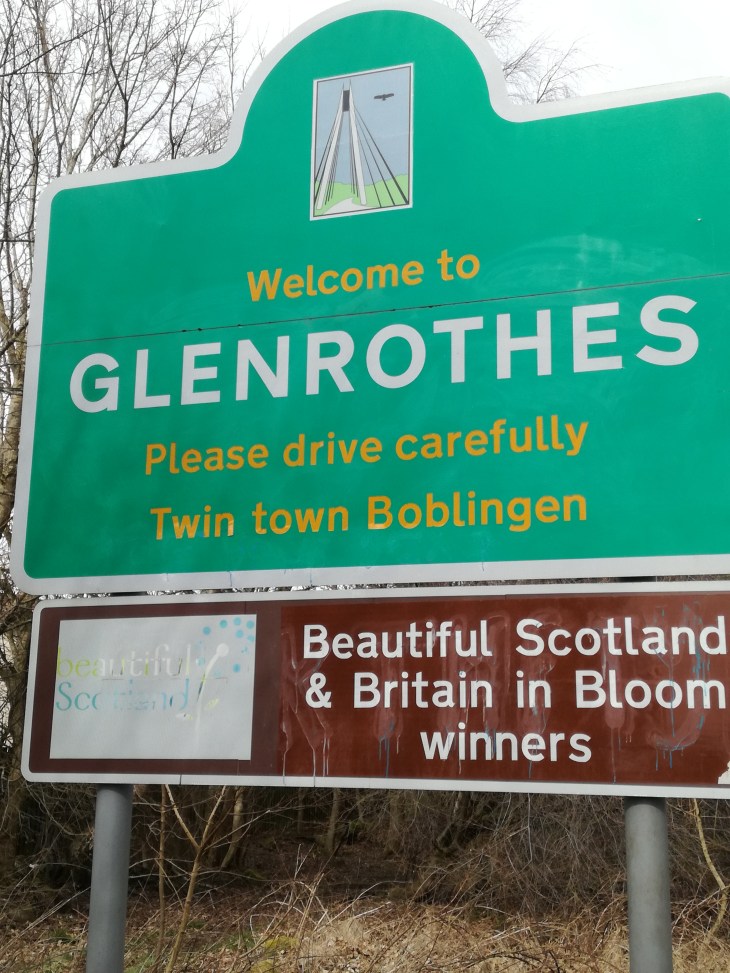 Welcome to
GLENROTHES
Please drive carefully
Twin town Boblingen
beautiful
Scotland
Beautiful Scotland
& Britain in Bloom
winners